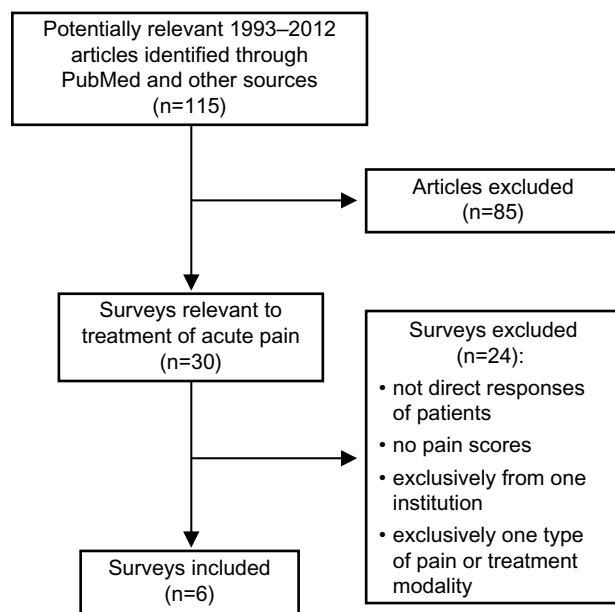 Potentially relevant 1993–2012
articles identified through
PubMed and other sources
(n=115)
Articles excluded
(n=85)
Surveys relevant to
treatment of acute pain
(n=30)
Surveys excluded
(n=24):
• not direct responses
of patients
• no pain scores
• exclusively from one
institution
• exclusively one type
of pain or treatment
modality
Surveys included
(n=6)